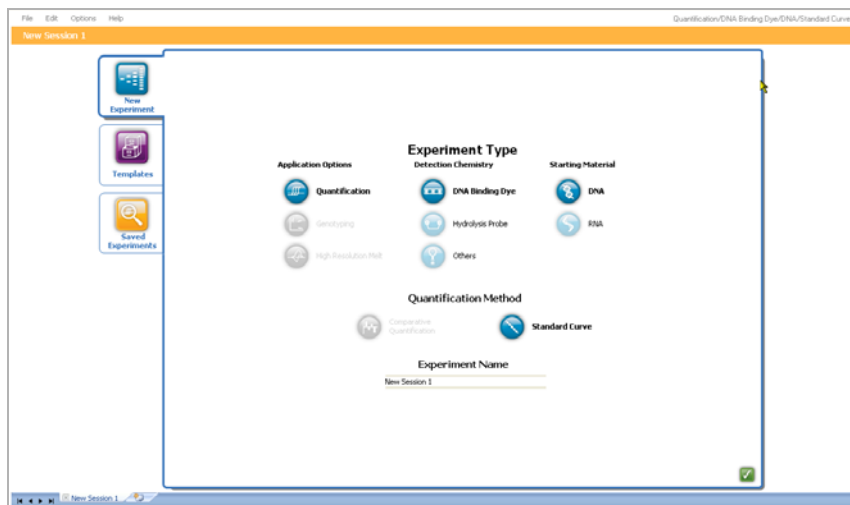 File Edit Options Help
Quantification/DNA Binding Dye/DNA/Standard Curve
New Session 1
New
Experiment
Templates
Saved
Experiments
Experiment Type
Application Options Detection Chemistry Starting Material
Quantification DNA Binding Dye DNA
Genotyping Hydrolysis Probe RNA
High Resolution Melt Others
Quantification Method
Comparative
Quantification
Standard Curve
Experiment Name
New Session 1
New Session 1